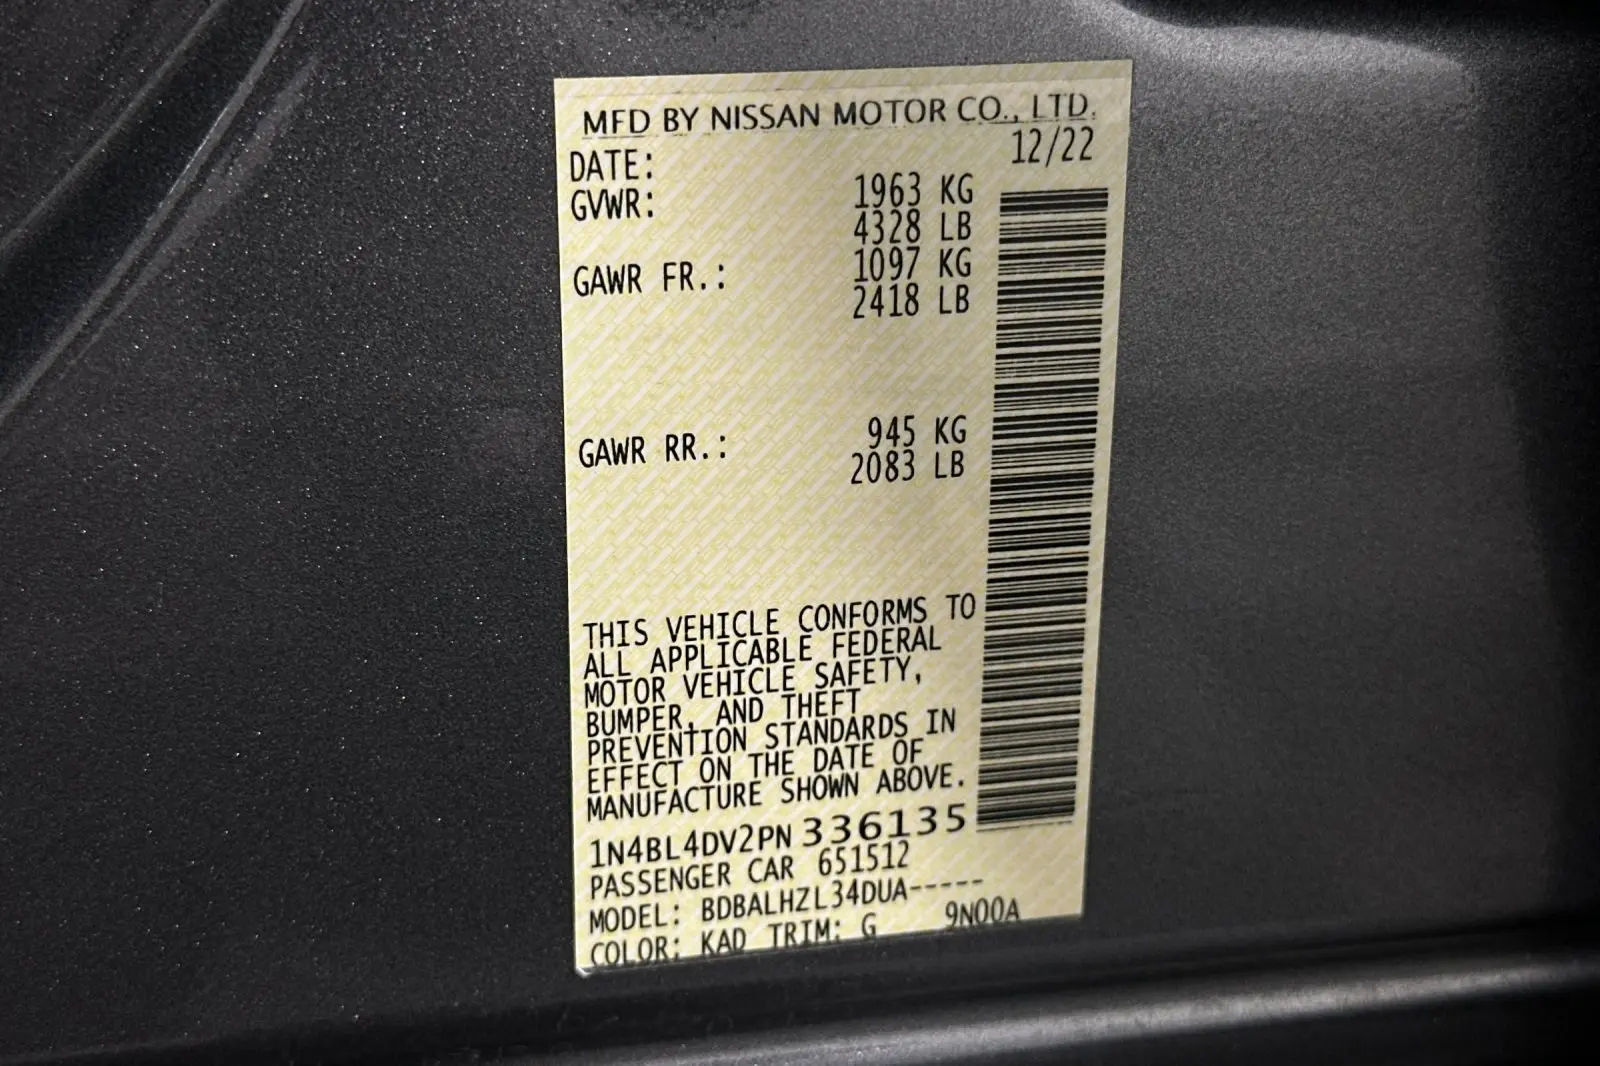 MFD BY NISSAN MOTOR CO., LTD.
DATE: 12/22
GVWR: 1963 KG
4328 LB
GAWR FR.: 1097 KG
2418 LB
GAWR RR.: 945 KG
2083 LB
THIS VEHICLE CONFORMS TO
ALL APPLICABLE FEDERAL
MOTOR VEHICLE SAFETY,
BUMPER, AND THEFT
PREVENTION STANDARDS IN
EFFECT ON THE DATE OF
MANUFACTURE SHOWN ABOVE.
1N4BL4DV2PN336135
PASSENGER CAR 651512
MODEL: BDBALHZL34DUA-----
COLOR: KAD TRIM: G 9N00A